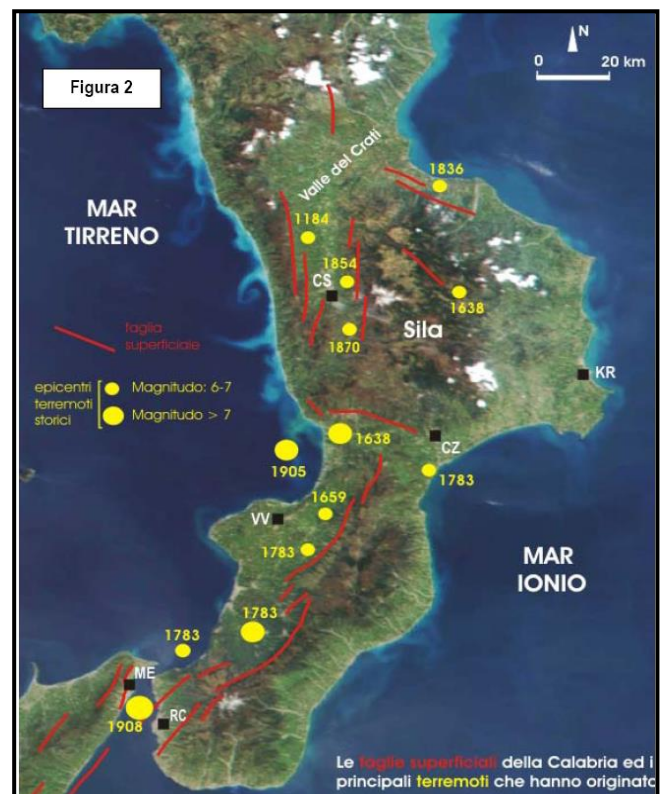 Figura 2
N
0 20 km
Valle del Crati
1836
MAR
TIRRENO
1184
1854
CS
1638
Sila
1870
faglia
superficiale
KR
epicentri
terremoti
storici
Magnitudo: 6-7
Magnitudo > 7
1638
CZ
1905
1783
1659
VV
1783
MAR
IONIO
1783
1783
ME
1908
RC
Le faglie superficiali della Calabria ed i
principali terremoti che hanno originato